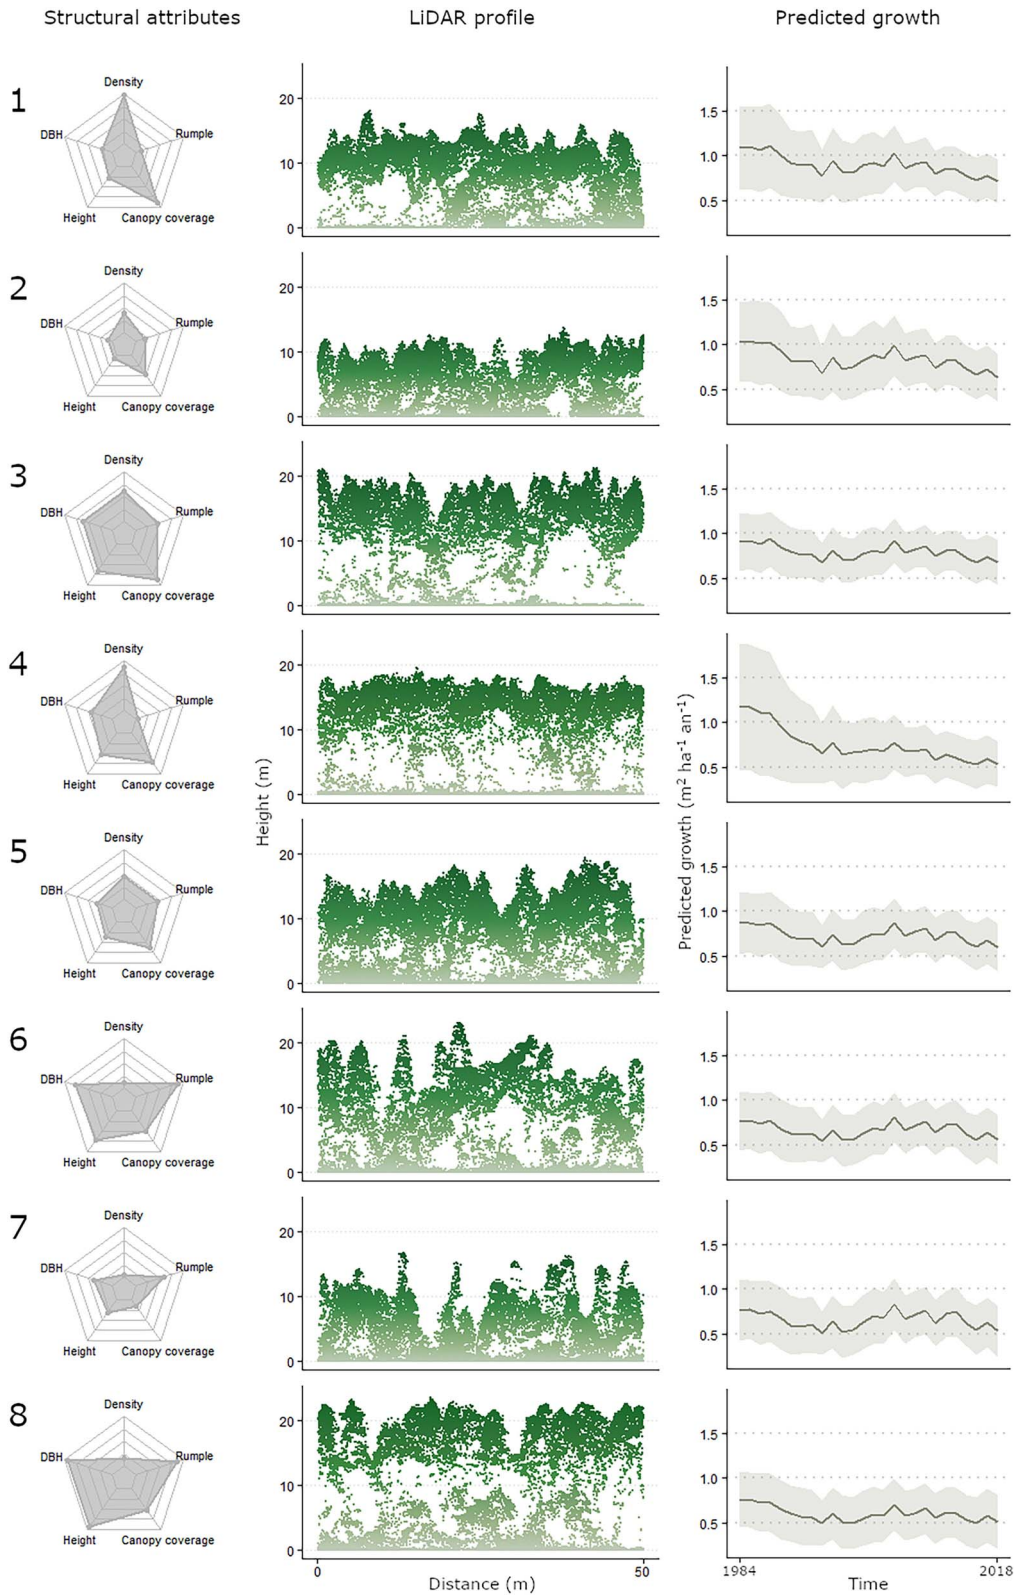 Structural attributes LiDAR profile Predicted growth
1
Density
DBH Rumple
Height Canopy coverage
20
10
0
1.5
1.0
0.5
2
Density
DBH Rumple
Height Canopy coverage
20
10
0
1.5
1.0
0.5
3
Density
DBH Rumple
Height Canopy coverage
20
10
0
1.5
1.0
0.5
4
Density
DBH Rumple
Height Canopy coverage
20
10
0
1.5
1.0
0.5
Height (m)
Predicted growth (m² ha⁻¹ an⁻¹)
5
Density
DBH Rumple
Height Canopy coverage
20
10
0
1.5
1.0
0.5
6
Density
DBH Rumple
Height Canopy coverage
20
10
0
1.5
1.0
0.5
7
Density
DBH Rumple
Height Canopy coverage
20
10
0
1.5
1.0
0.5
8
Density
DBH Rumple
Height Canopy coverage
20
10
0
1.5
1.0
0.5
0 50
Distance (m)
1984 2018
Time